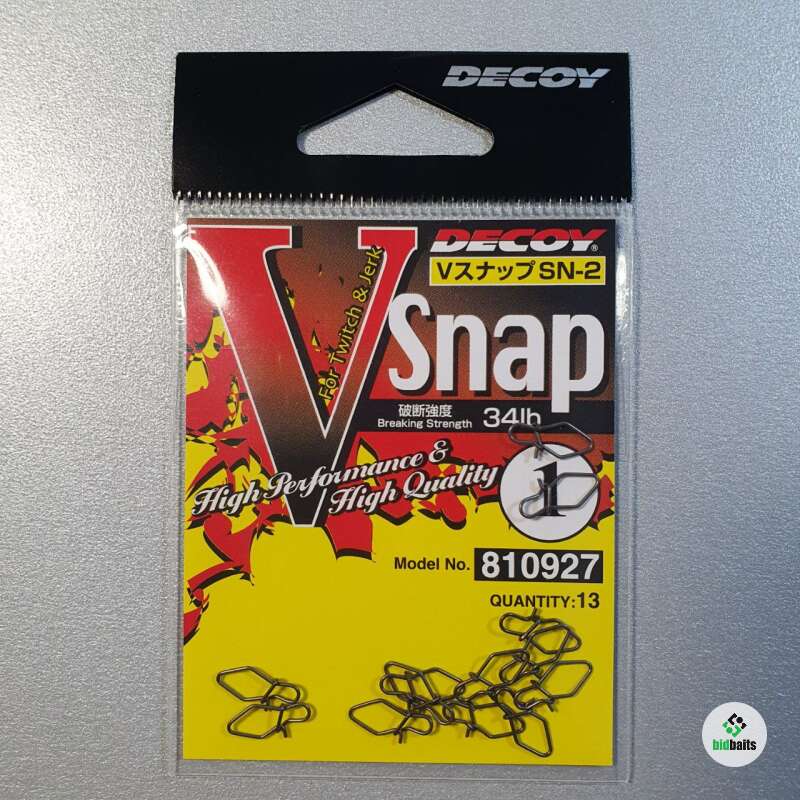 DECOY
DECOY®
VスナップSN-2
V Snap
For Twitch & Jerk
破断強度
Breaking Strength 34lb
High Performance &
High Quality
1
Model No. 810927
QUANTITY:13
bidbaits